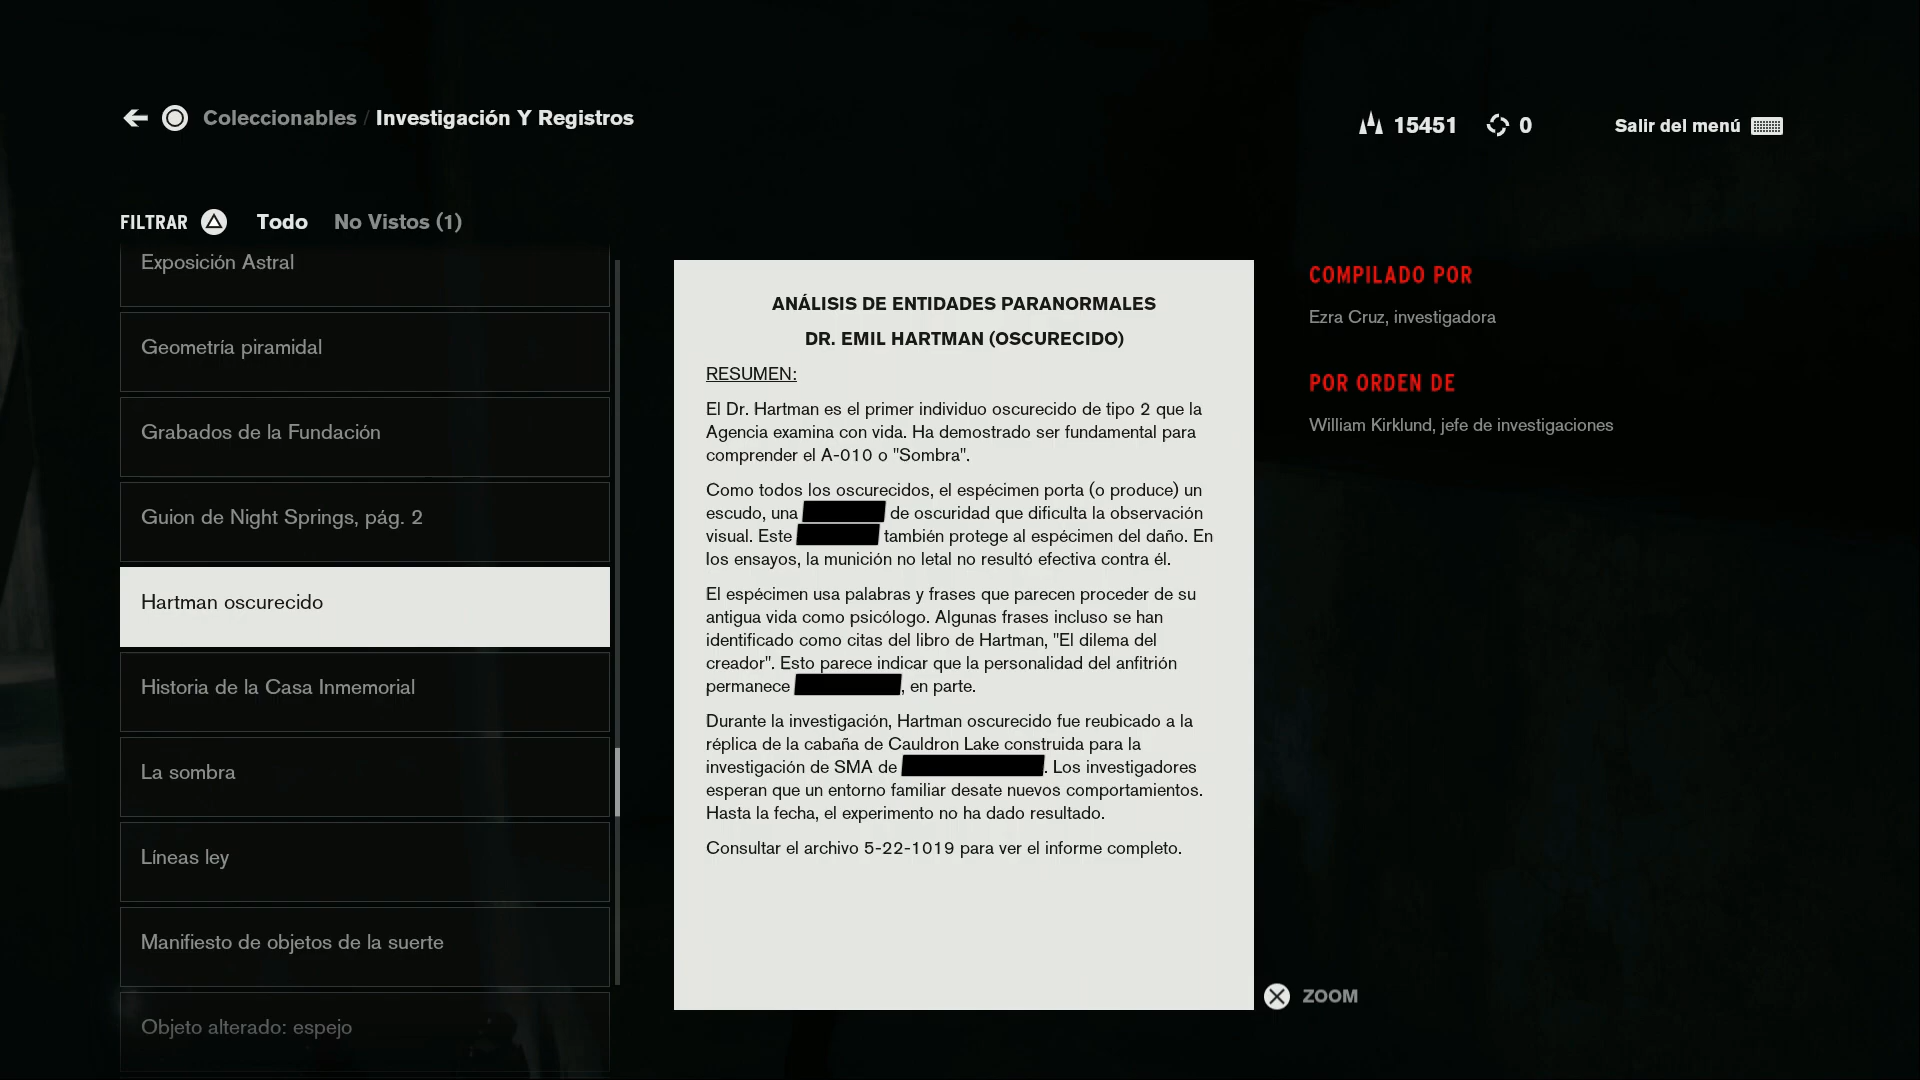 Coleccionables / Investigación Y Registros
15451
0
Salir del menú
FILTRAR
Todo
No Vistos (1)
Exposición Astral
Geometría piramidal
Grabados de la Fundación
Guion de Night Springs, pág. 2
Hartman oscurecido
Historia de la Casa Inmemorial
La sombra
Líneas ley
Manifiesto de objetos de la suerte
Objeto alterado: espejo
ANÁLISIS DE ENTIDADES PARANORMALES
DR. EMIL HARTMAN (OSCURECIDO)
RESUMEN:
El Dr. Hartman es el primer individuo oscurecido de tipo 2 que la
Agencia examina con vida. Ha demostrado ser fundamental para
comprender el A-010 o "Sombra".
Como todos los oscurecidos, el espécimen porta (o produce) un
escudo, una de oscuridad que dificulta la observación
visual. Este también protege al espécimen del daño. En
los ensayos, la munición no letal no resultó efectiva contra él.
El espécimen usa palabras y frases que parecen proceder de su
antigua vida como psicólogo. Algunas frases incluso se han
identificado como citas del libro de Hartman, "El dilema del
creador". Esto parece indicar que la personalidad del anfitrión
permanece , en parte.
Durante la investigación, Hartman oscurecido fue reubicado a la
réplica de la cabaña de Cauldron Lake construida para la
investigación de SMA de . Los investigadores
esperan que un entorno familiar desate nuevos comportamientos.
Hasta la fecha, el experimento no ha dado resultado.
Consultar el archivo 5-22-1019 para ver el informe completo.
COMPILADO POR
Ezra Cruz, investigadora
POR ORDEN DE
William Kirklund, jefe de investigaciones
ZOOM